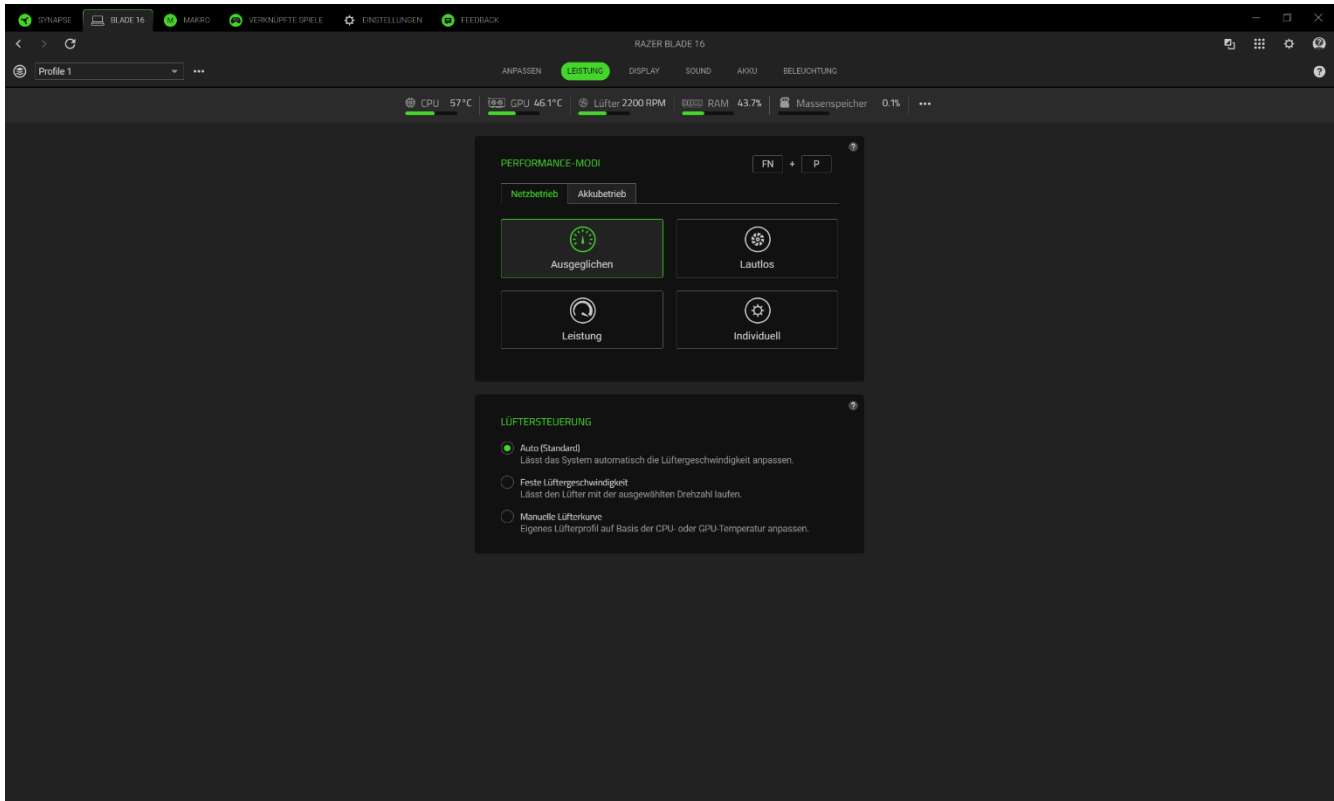 SYNAPSE BLADE 16 MAKRO VERKNÜPFTE SPIELE EINSTELLUNGEN FEEDBACK
RAZER BLADE 16
Profile 1 ANPASSEN LEISTUNG DISPLAY SOUND AKKU BELEUCHTUNG
CPU 57°C GPU 46.1°C Lüfter 2200 RPM RAM 43.7% Massenspeicher 0.1%
PERFORMANCE-MODI FN + P
Netzbetrieb Akkubetrieb
Ausgeglichen Lautlos
Leistung Individuell
LÜFTERSTEUERUNG
Auto (Standard)
Lässt das System automatisch die Lüftergeschwindigkeit anpassen.
Feste Lüftergeschwindigkeit
Lässt den Lüfter mit der ausgewählten Drehzahl laufen.
Manuelle Lüfterkurve
Eigenes Lüfterprofil auf Basis der CPU- oder GPU-Temperatur anpassen.